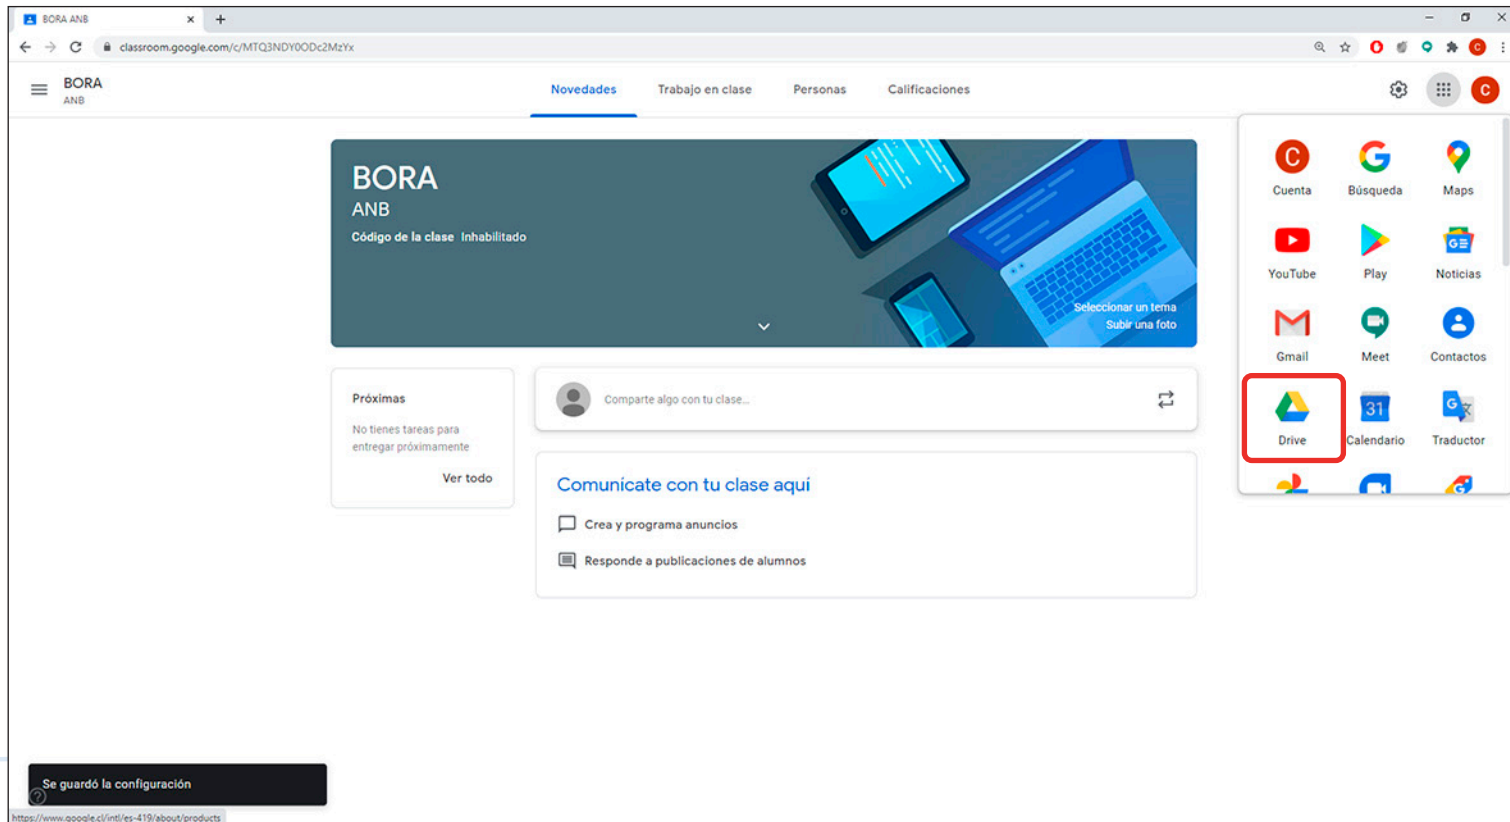 BORA ANB
classroom.google.com/c/MTQ3NDY0ODc2MzYx
BORA
ANB
Novedades
Trabajo en clase
Personas
Calificaciones
C
C
BORA
ANB
Código de la clase Inhabilitado
Seleccionar un tema
Subir una foto
C
Cuenta
Búsqueda
Maps
YouTube
Play
Noticias
Gmail
Meet
Contactos
Drive
31
Calendario
Traductor
Próximas
No tienes tareas para
entregar próximamente
Ver todo
Comparte algo con tu clase...
Comunícate con tu clase aquí
Crea y programa anuncios
Responde a publicaciones de alumnos
Se guardó la configuración
https://www.google.cl/intl/es-419/about/products